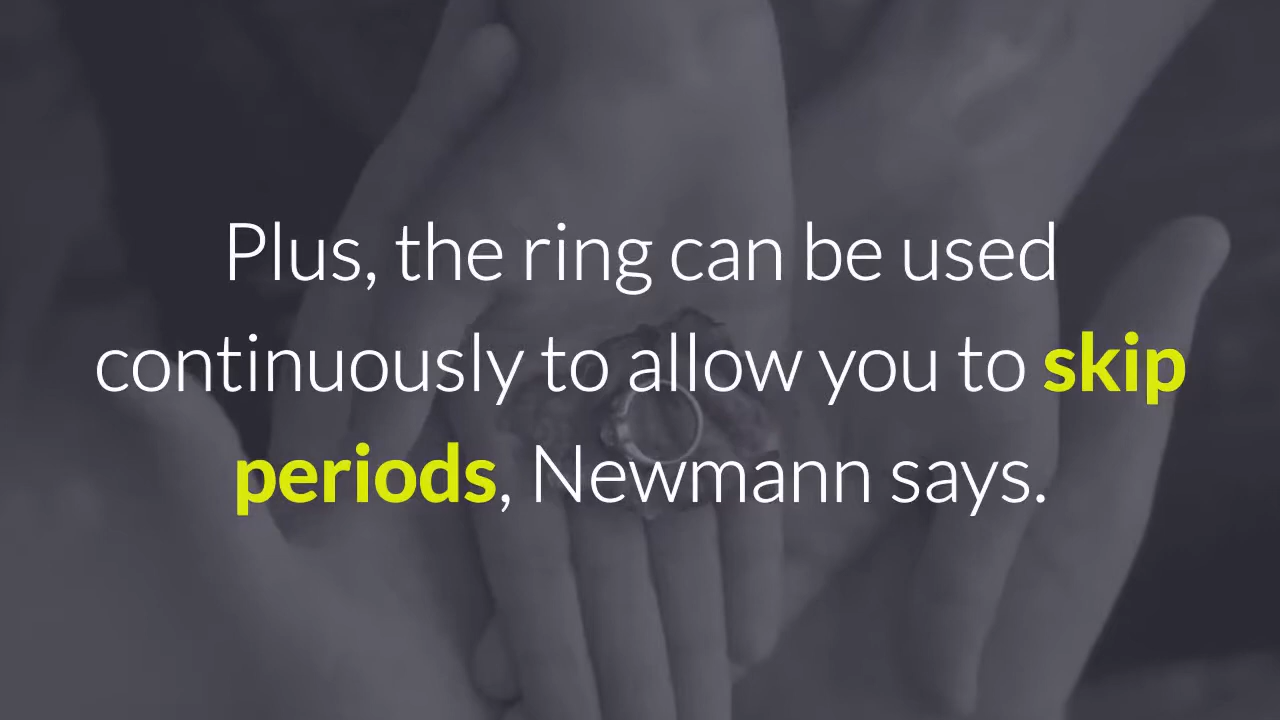 Plus, the ring can be used
continuously to allow you to skip
periods, Newmann says.